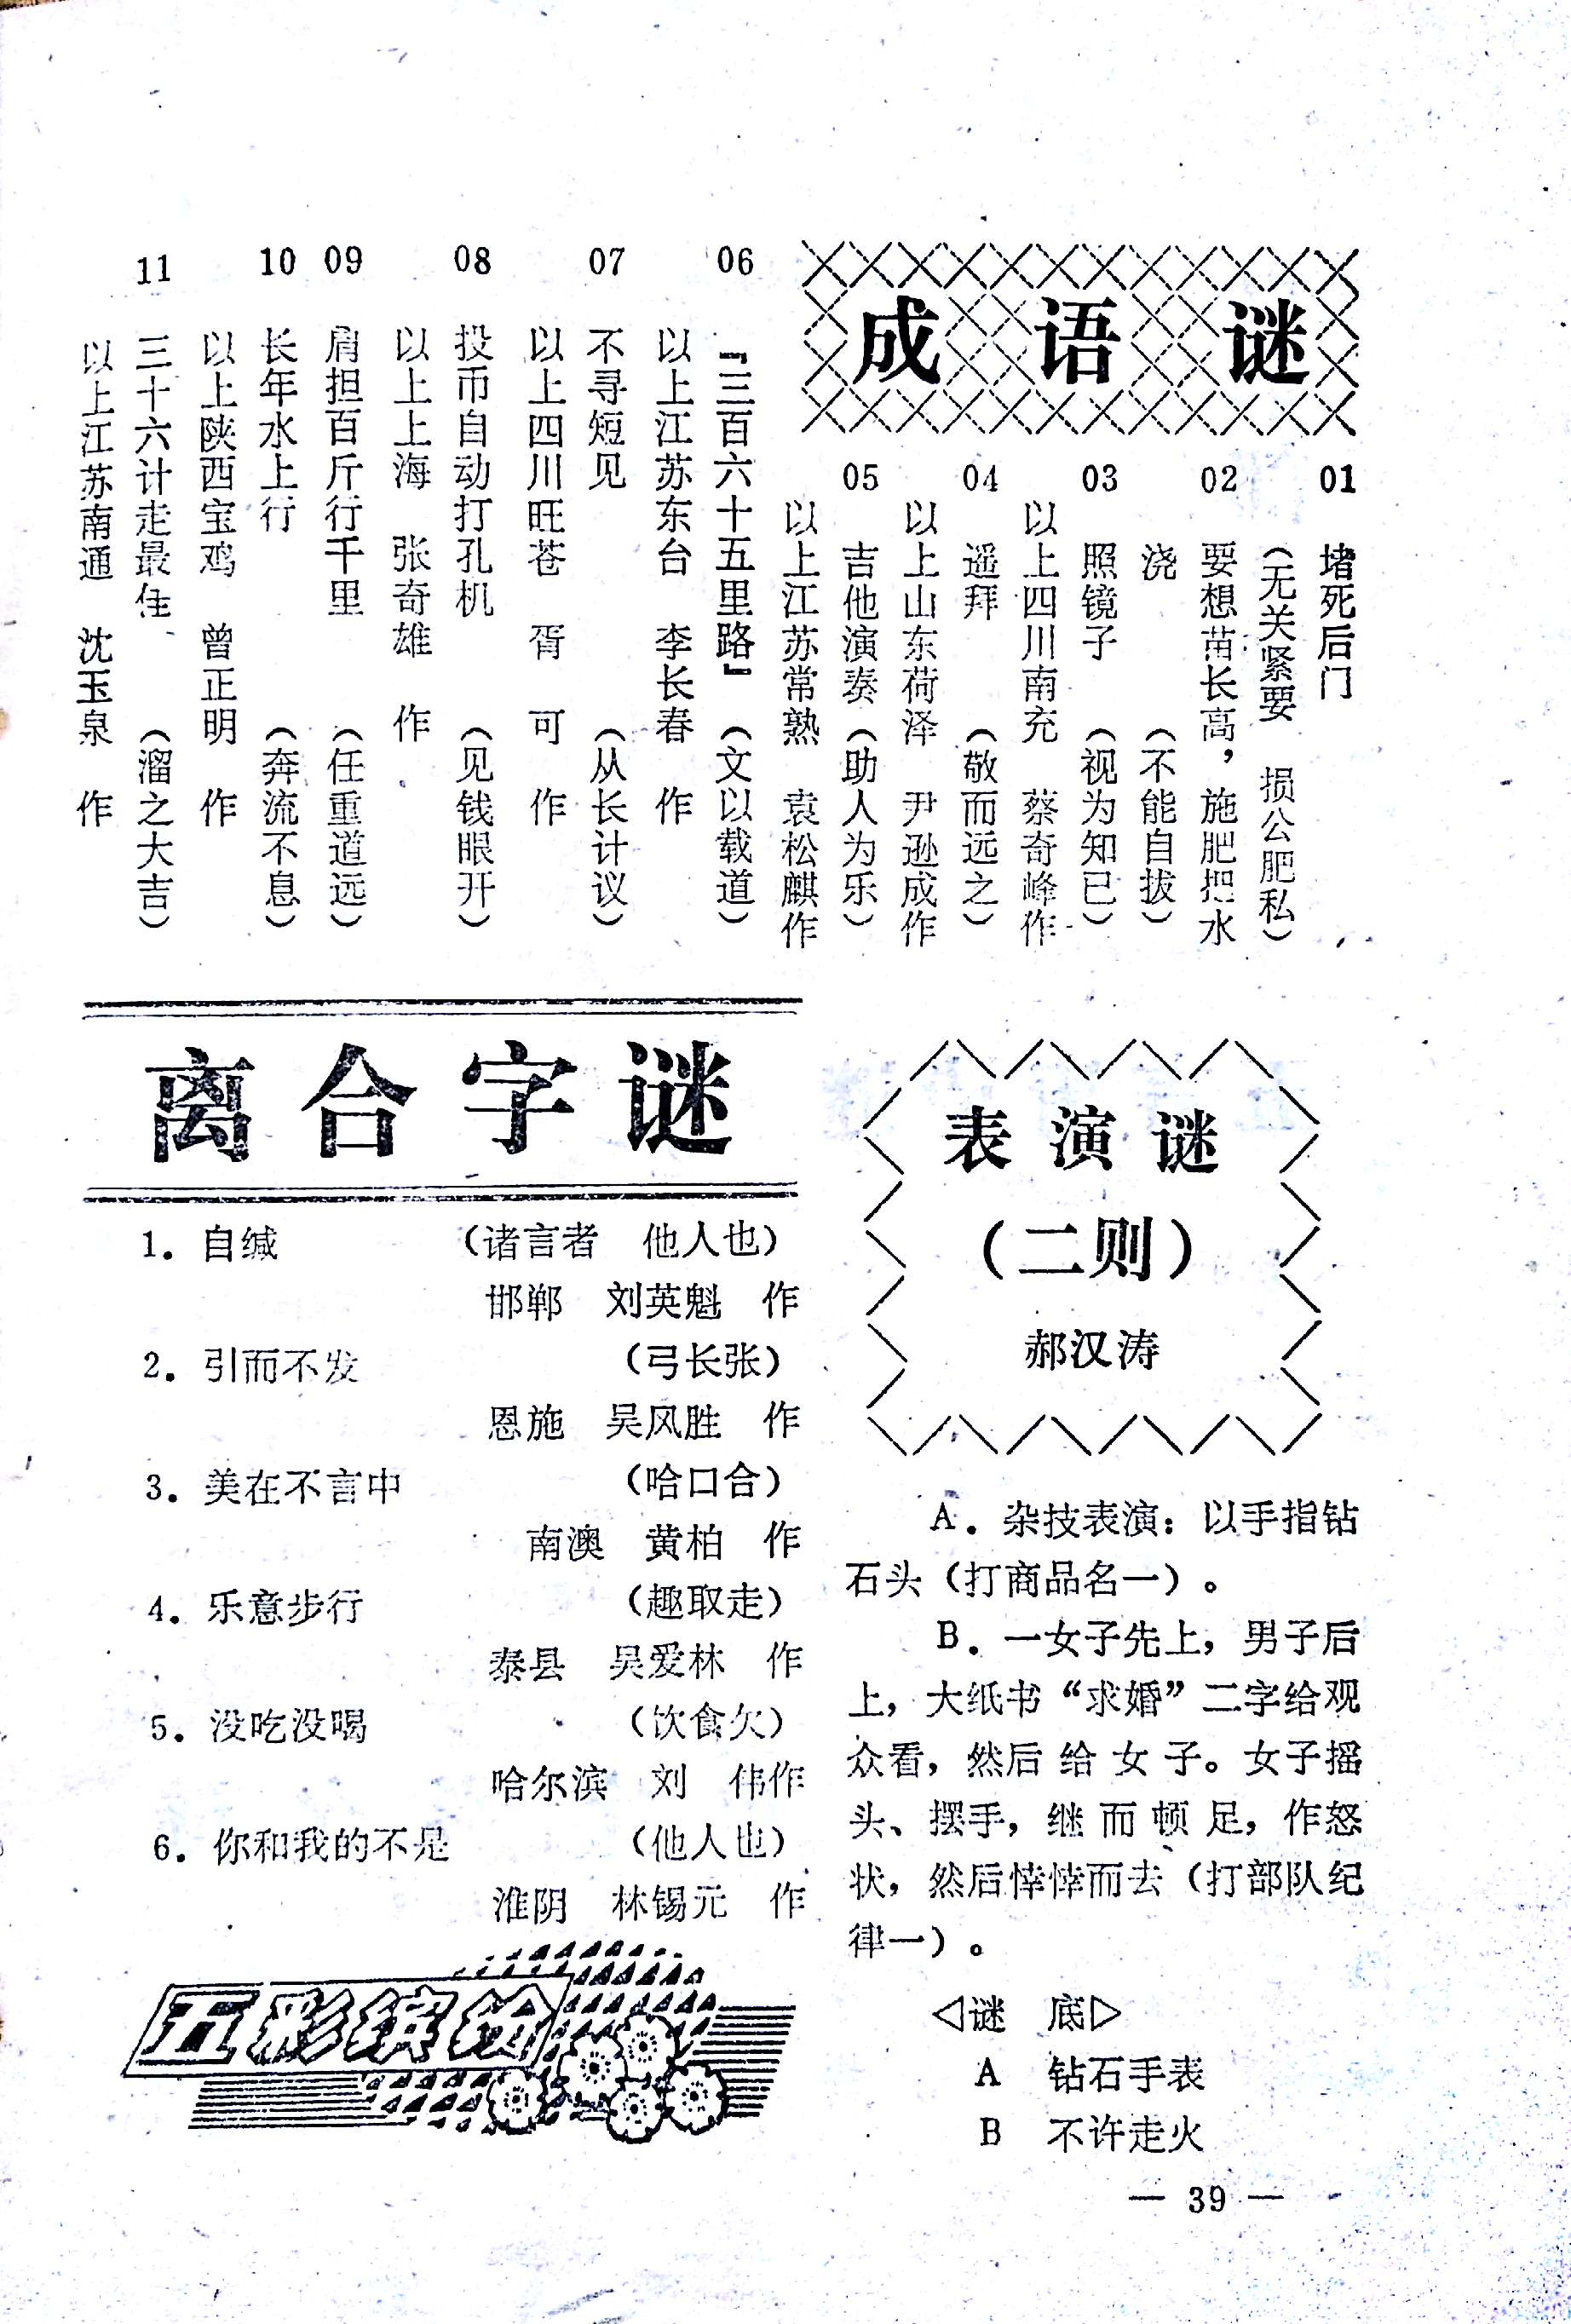 成语谜
01 堵死后门
（无关紧要 损公肥私）
02 要想苗长高，施肥把水
浇 （不能自拔）
03 照镜子 （视为知己）
以上四川南充 蔡奇峰作
04 遥拜 （敬而远之）
以上山东荷泽 尹逊成作
05 吉他演奏（助人为乐）
以上江苏常熟 袁松麒作
06 『三百六十五里路』 （文以载道）
以上江苏东台 李长春 作
07 不寻短见 （从长计议）
以上四川旺苍 胥 可 作
08 投币自动打孔机 （见钱眼开）
以上上海 张奇雄 作
09 肩担百斤行千里 （任重道远）
10 长年水上行 （奔流不息）
以上陕西宝鸡 曾正明 作
11 三十六计走最佳 （溜之大吉）
以上江苏南通 沈玉泉 作
离合字谜
1. 自缄 （诸言者 他人也）
邯郸 刘英魁 作
2. 引而不发 （弓长张）
恩施 吴风胜 作
3. 美在不言中 （哈口合）
南澳 黄柏 作
4. 乐意步行 （趣取走）
泰县 吴爱林 作
5. 没吃没喝 （饮食欠）
哈尔滨 刘 伟作
6. 你和我的不是 （他人也）
淮阴 林锡元 作
五彩缤纷
表演谜
（二则）
郝汉涛
A. 杂技表演：以手指钻
石头（打商品名一）。
B. 一女子先上，男子后
上，大纸书“求婚”二字给观
众看，然后给女子。女子摇
头、摆手，继而顿足，作怒
状，然后悻悻而去（打部队纪
律一）。
◁谜 底▷
A 钻石手表
B 不许走火
— 39 —